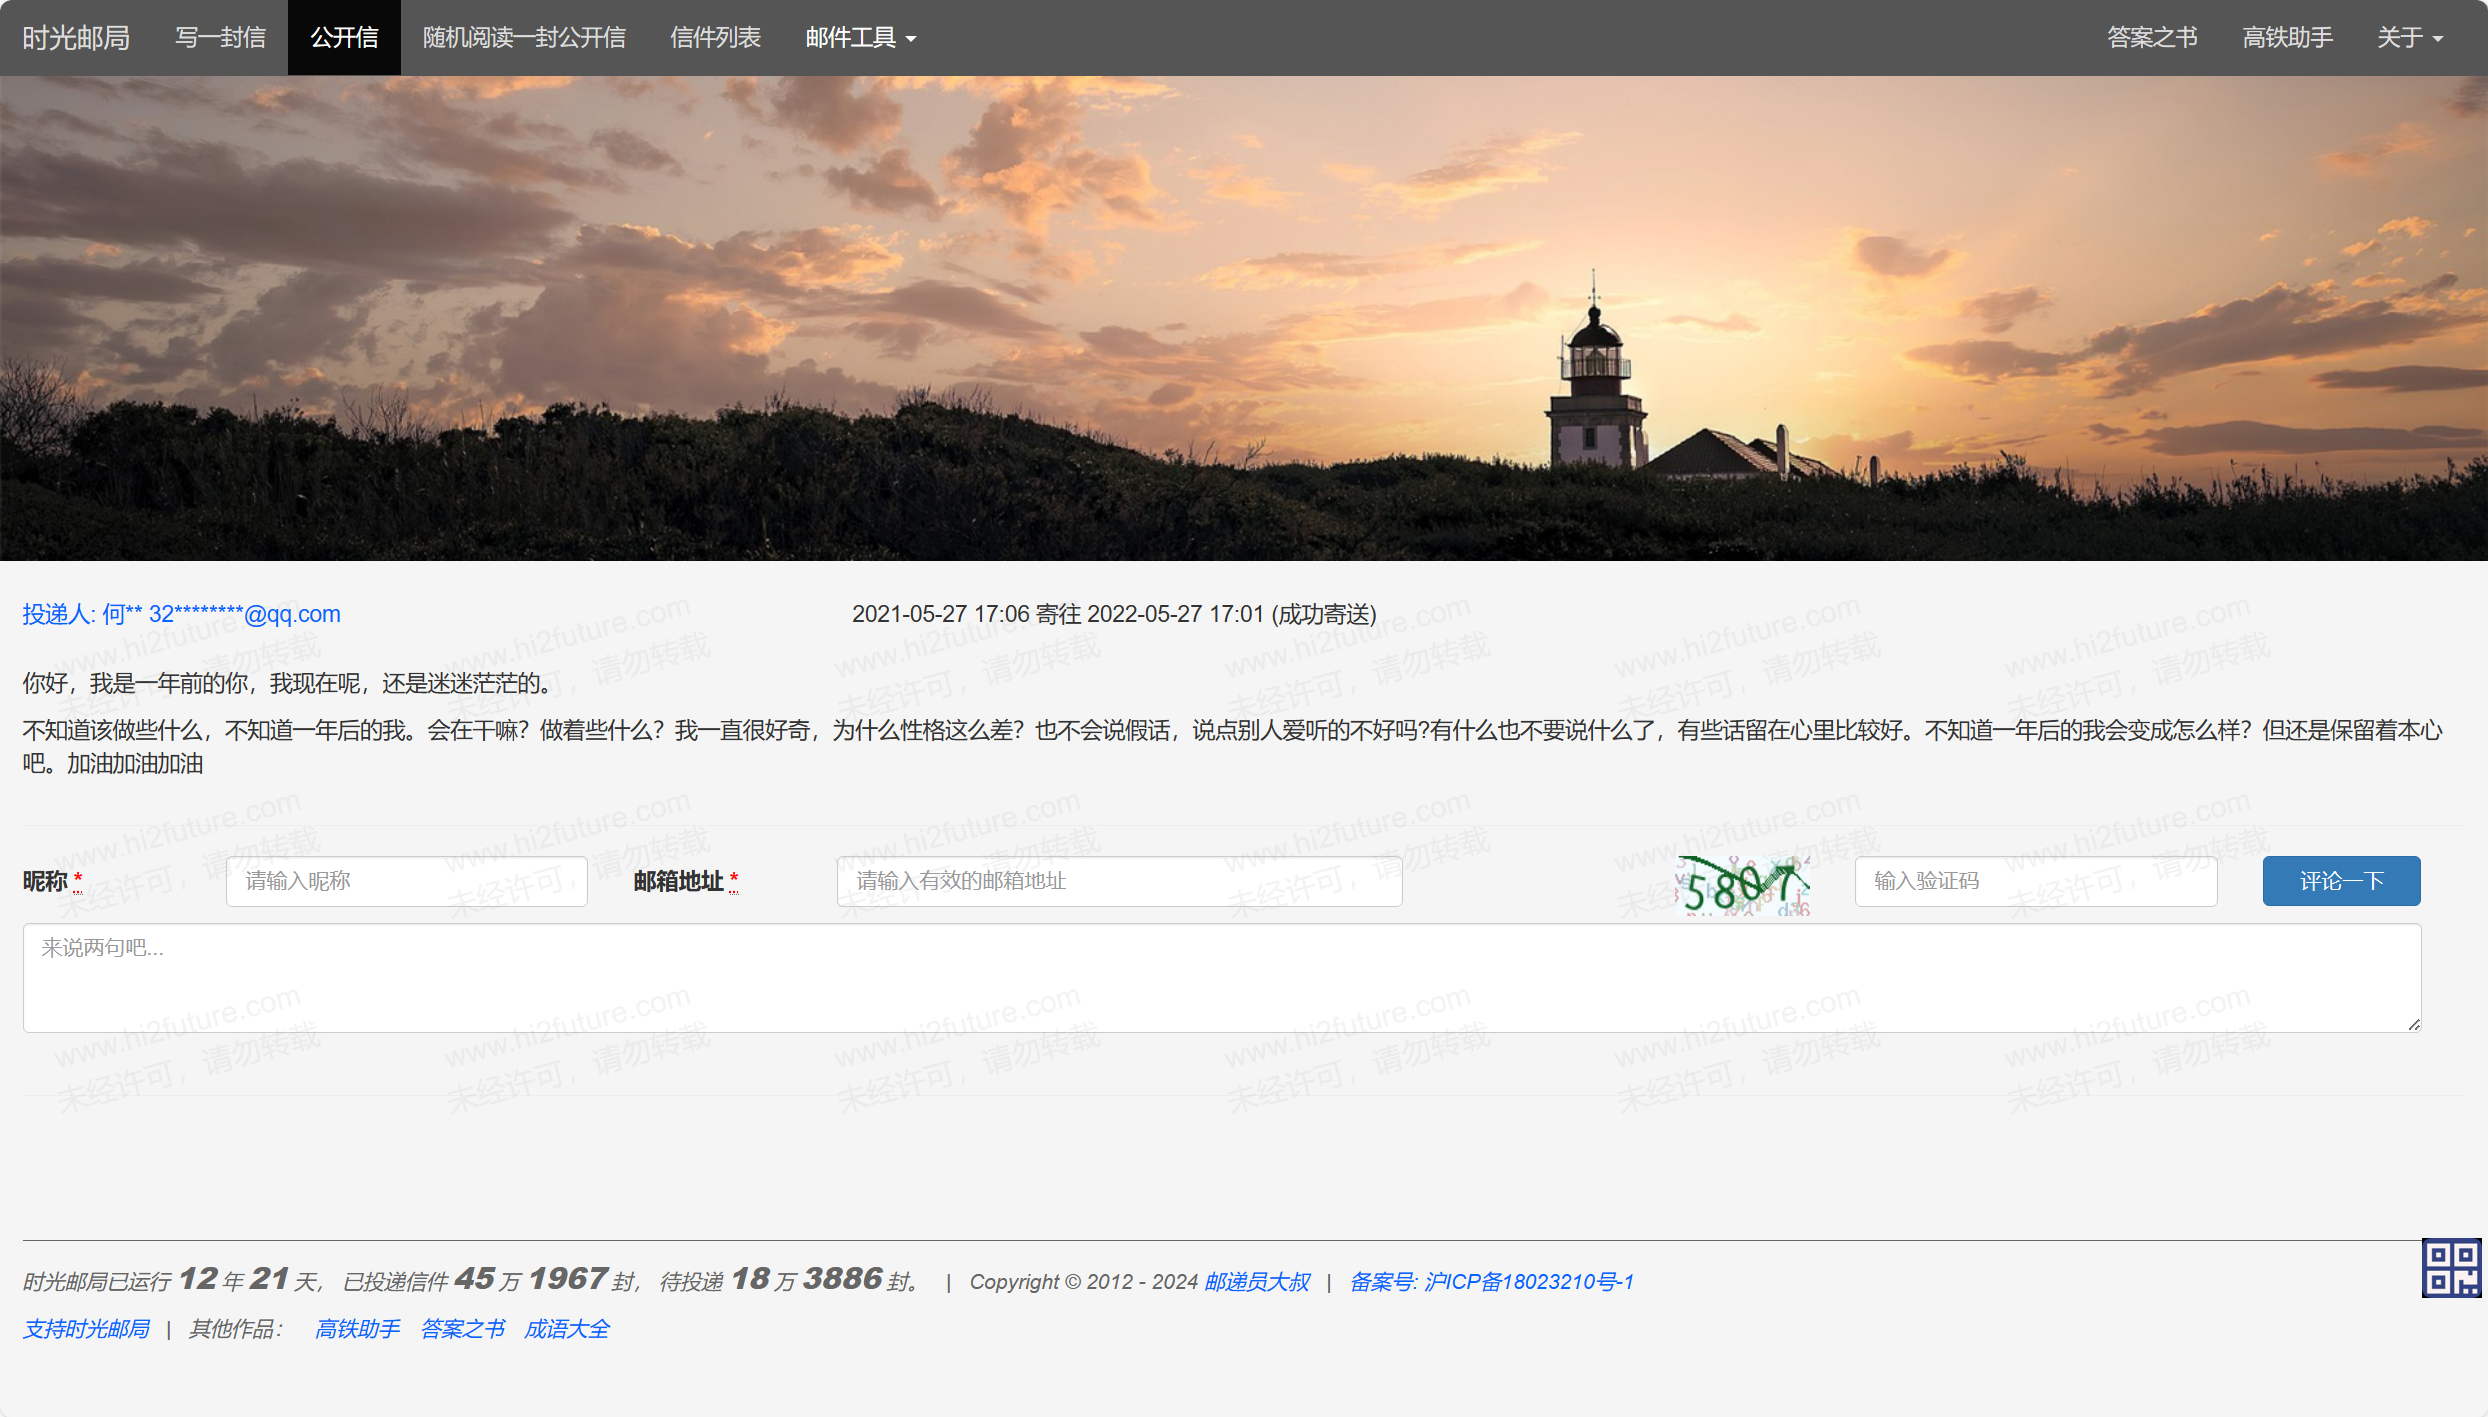 时光邮局 写一封信 公开信 随机阅读一封公开信 信件列表 邮件工具 答案之书 高铁助手 关于
投递人: 何** 32********@qq.com 2021-05-27 17:06 寄往 2022-05-27 17:01 (成功寄送)
你好，我是一年前的你，我现在呢，还是迷迷茫茫的。
不知道该做些什么，不知道一年后的我。会在干嘛？做着些什么？我一直很好奇，为什么性格这么差？也不会说假话，说点别人爱听的不好吗?有什么也不要说什么了，有些话留在心里比较好。不知道一年后的我会变成怎么样？但还是保留着本心
吧。加油加油加油
昵称 * 请输入昵称 邮箱地址 * 请输入有效的邮箱地址 5807 输入验证码 评论一下
来说两句吧...
www.hi2future.com
未经许可，请勿转载
时光邮局已运行 12 年 21 天， 已投递信件 45 万 1967 封， 待投递 18 万 3886 封。 | Copyright © 2012 - 2024 邮递员大叔 | 备案号: 沪ICP备18023210号-1
支持时光邮局 | 其他作品： 高铁助手 答案之书 成语大全